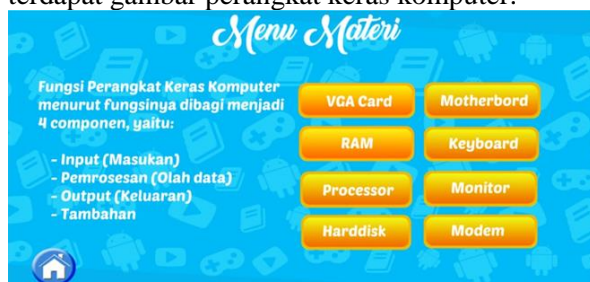 terdapat gambar perangkat keras komputer.
Menu Materi
Fungsi Perangkat Keras Komputer
menurut fungsinya dibagi menjadi
4 componen, yaitu:
- Input (Masukan)
- Pemrosesan (Olah data)
- Output (Keluaran)
- Tambahan
VGA Card
Motherbord
RAM
Keyboard
Processor
Monitor
Harddisk
Modem